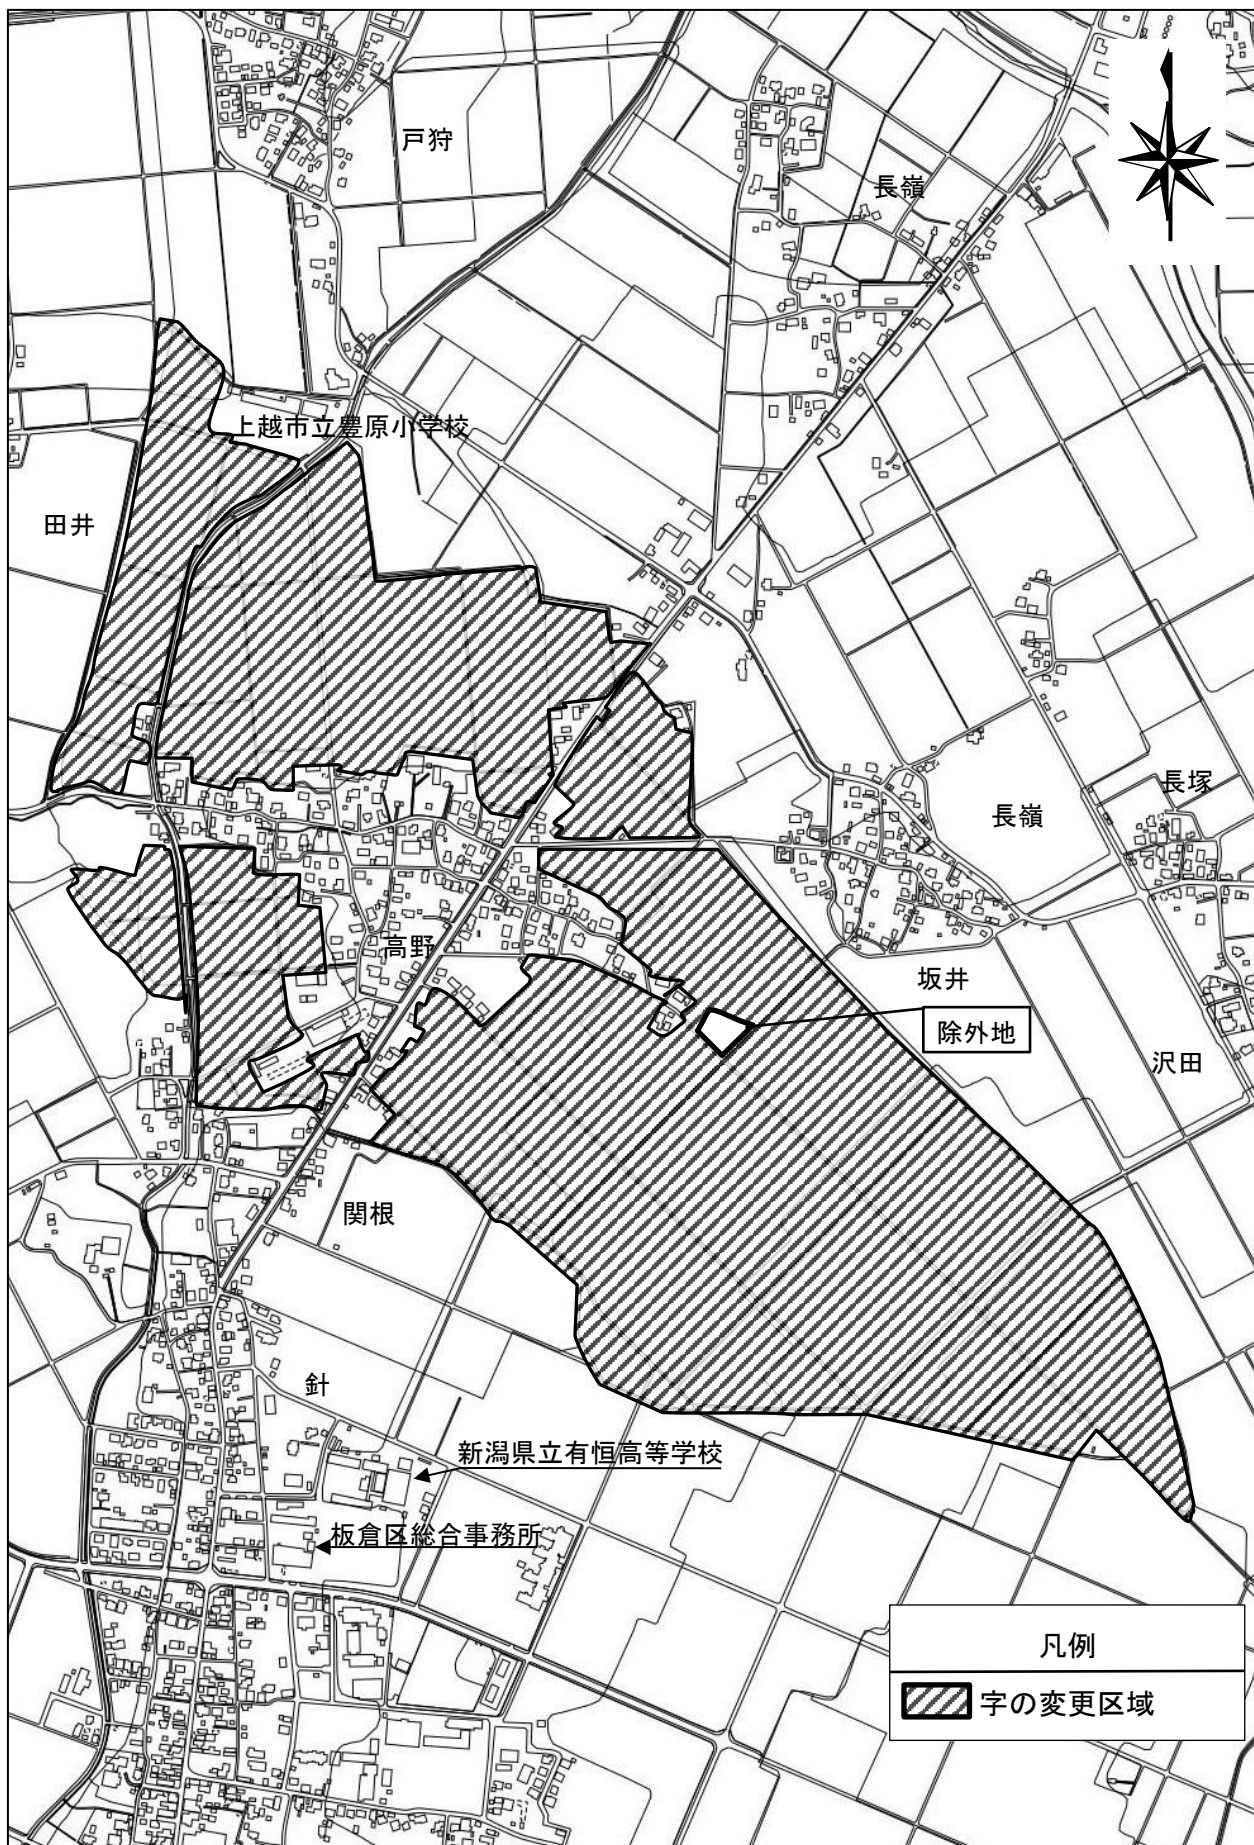 戸狩
長嶺
上越市立豊原小学校
田井
長塚
長嶺
高野
坂井
除外地
沢田
関根
針
新潟県立有恒高等学校
板倉区総合事務所
凡例
字の変更区域